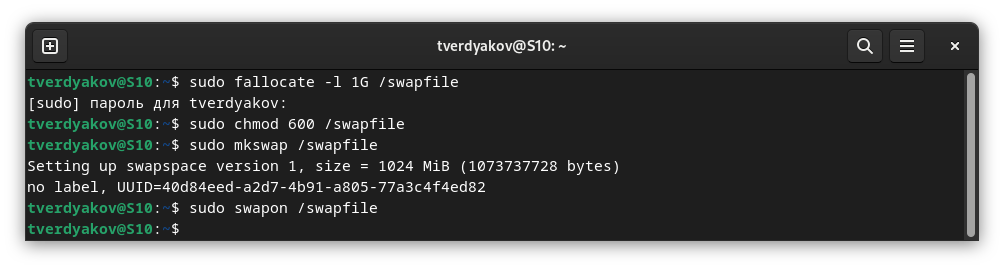 tverdyakov@S10: ~
tverdyakov@S10:~$ sudo fallocate -l 1G /swapfile
[sudo] пароль для tverdyakov:
tverdyakov@S10:~$ sudo chmod 600 /swapfile
tverdyakov@S10:~$ sudo mkswap /swapfile
Setting up swapspace version 1, size = 1024 MiB (1073737728 bytes)
no label, UUID=40d84eed-a2d7-4b91-a805-77a3c4f4ed82
tverdyakov@S10:~$ sudo swapon /swapfile
tverdyakov@S10:~$